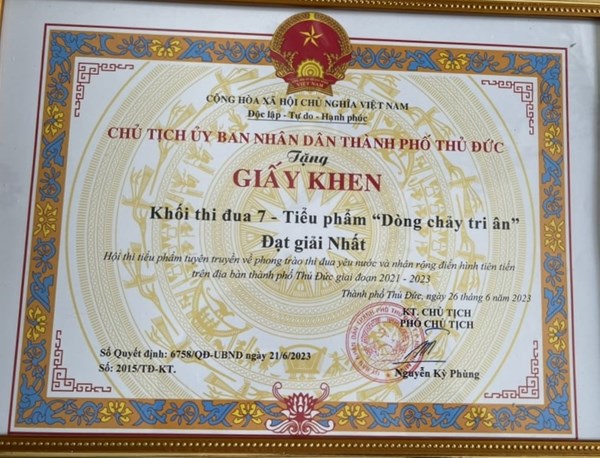 VIỆT NAM
CỘNG HÒA XÃ HỘI CHỦ NGHĨA VIỆT NAM
Độc lập - Tự do - Hạnh phúc
CHỦ TỊCH ỦY BAN NHÂN DÂN THÀNH PHỐ THỦ ĐỨC
Tặng
GIẤY KHEN
Khối thi đua 7 - Tiểu phẩm “Dòng chảy tri ân”
Đạt giải Nhất
Hội thi tiểu phẩm tuyên truyền về phong trào thi đua yêu nước và nhân rộng điển hình tiên tiến
trên địa bàn thành phố Thủ Đức giai đoạn 2021 - 2023
Thành phố Thủ Đức, ngày 26 tháng 6 năm 2023
KT. CHỦ TỊCH
PHÓ CHỦ TỊCH
Số Quyết định: 6758/QĐ-UBND ngày 21/6/2023
Số: 2015/TĐ-KT.
Nguyễn Kỳ Phùng